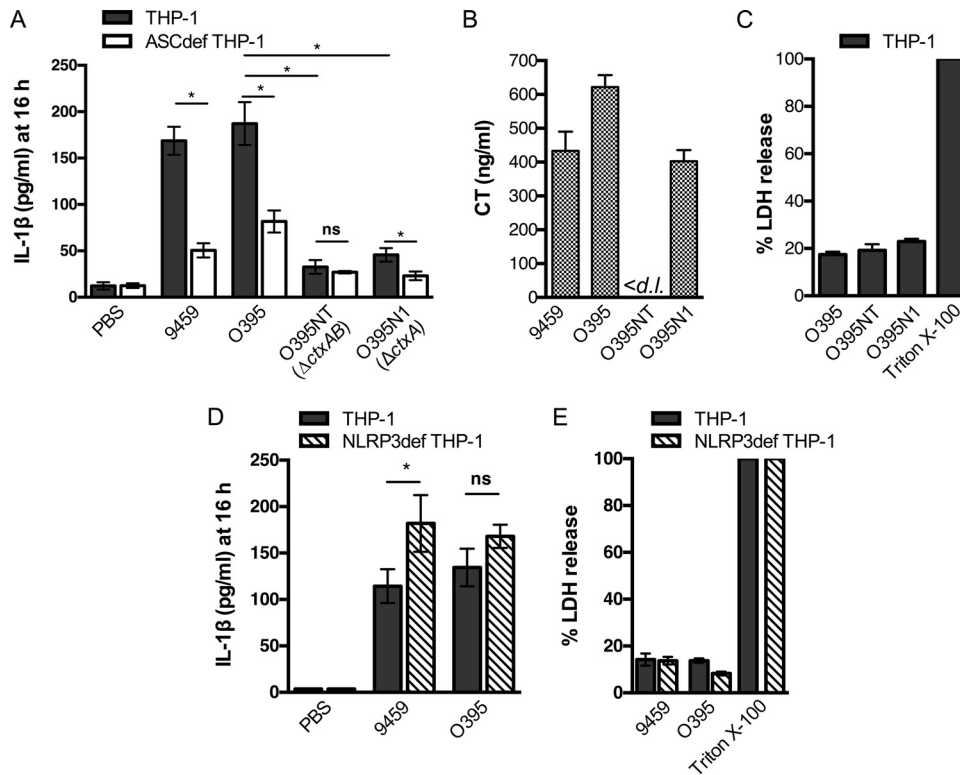 A
THP-1
ASCdef THP-1
IL-1β (pg/ml) at 16 h
250
200
150
100
50
0
*
*
*
*
ns
*
PBS
9459
O395
O395NT
(ΔctxAB)
O395N1
(ΔctxA)
B
CT (ng/ml)
700
600
500
400
300
200
100
0
<d.l.
9459
O395
O395NT
O395N1
C
THP-1
% LDH release
100
80
60
40
20
0
O395
O395NT
O395N1
Triton X-100
D
THP-1
NLRP3def THP-1
IL-1β (pg/ml) at 16 h
250
200
150
100
50
0
*
ns
PBS
9459
O395
E
THP-1
NLRP3def THP-1
% LDH release
100
80
60
40
20
0
9459
O395
Triton X-100